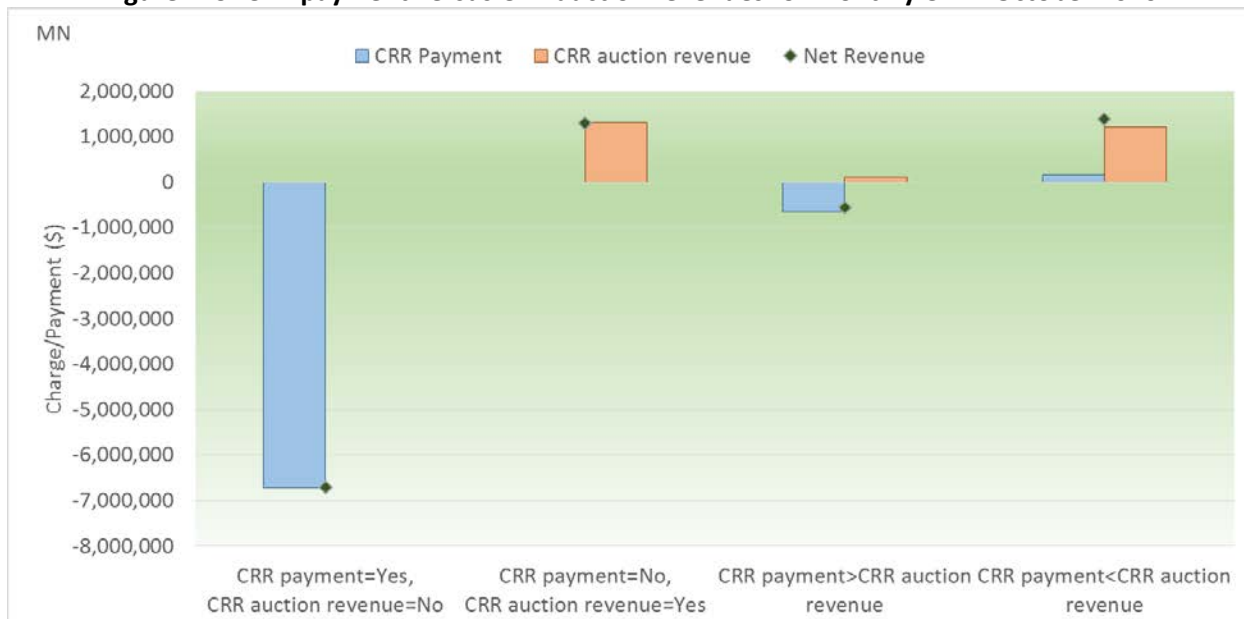 MN
CRR Payment CRR auction revenue Net Revenue
2,000,000
1,000,000
0
-1,000,000
-2,000,000
-3,000,000
-4,000,000
-5,000,000
-6,000,000
-7,000,000
-8,000,000
Charge/Payment ($)
CRR payment=Yes,
CRR auction revenue=No
CRR payment=No,
CRR auction revenue=Yes
CRR payment>CRR auction
revenue
CRR payment<CRR auction
revenue